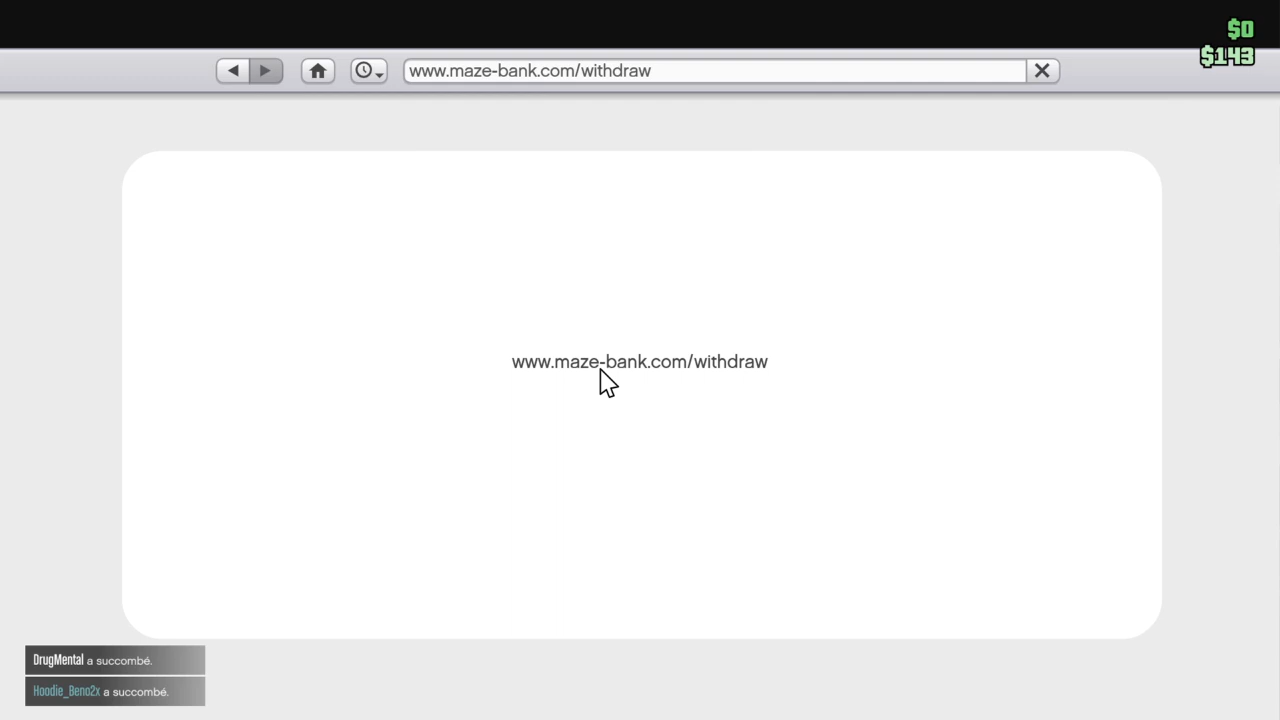 $0
$143
www.maze-bank.com/withdraw
www.maze-bank.com/withdraw
DrugMental a succombé.
Hoodie_Beno2x a succombé.